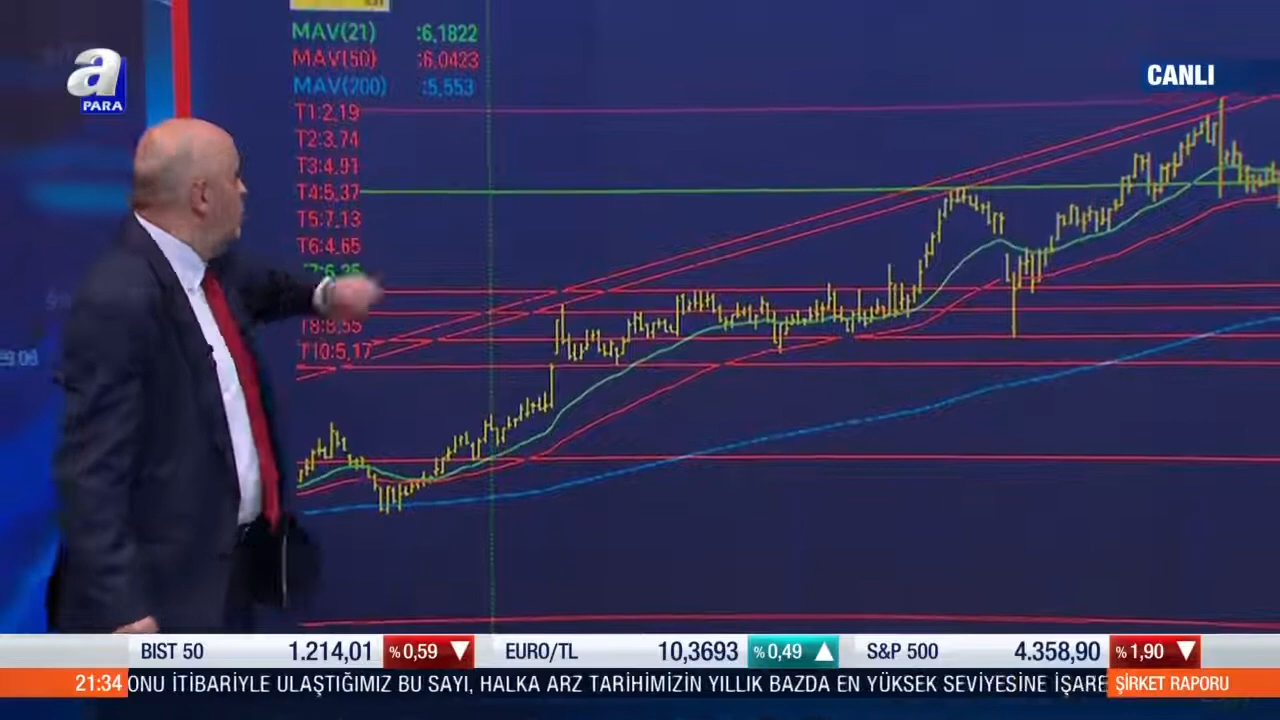 a
PARA
CANLI
MAV(21) :6,1822
MAV(50) :6,0423
MAV(200) :5,553
T1:2,19
T2:3,74
T3:4,91
T4:5,37
T5:7,13
T6:4,65
T10:5,17
BIST 50 1.214,01 %0,59 ▼ EURO/TL 10,3693 %0,49 ▲ S&P 500 4.358,90 %1,90 ▼
21:34 ONU İTİBARİYLE ULAŞTIĞIMIZ BU SAYI, HALKA ARZ TARİHİMİZİN YILLIK BAZDA EN YÜKSEK SEVİYESİNE İŞARE ŞİRKET RAPORU